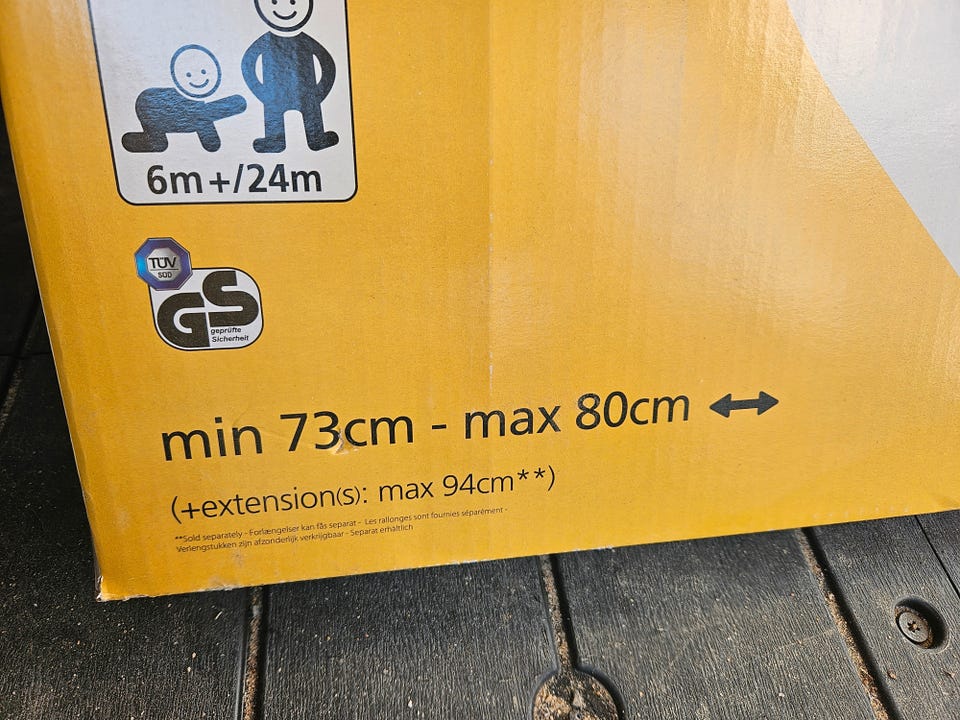 6m+/24m
TÜV
SÜD
GS
geprüfte
Sicherheit
min 73cm - max 80cm
(+extension(s): max 94cm**)
**Sold separately - Forlængelser kan fås separat - Les rallonges sont fournies séparément -
Verlengstukken zijn afzonderlijk verkrijgbaar - Separat erhältlich